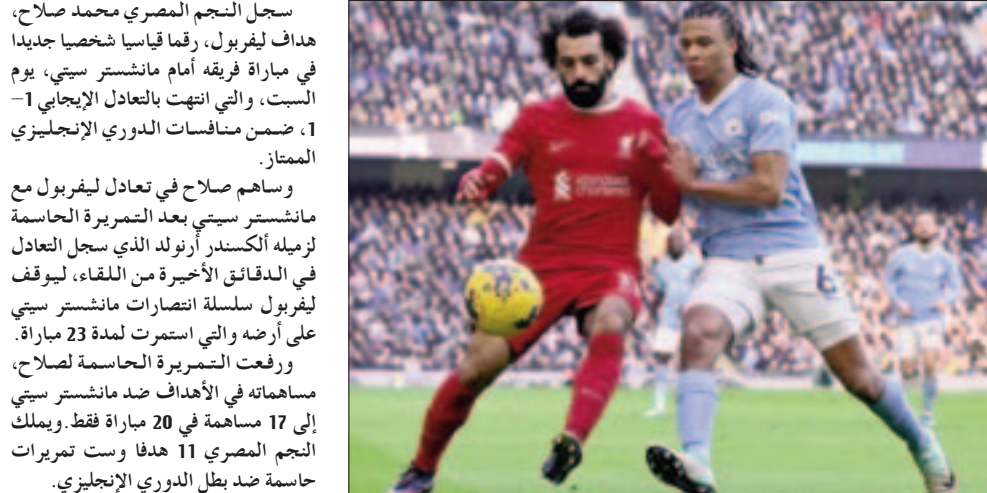 سجل النجم المصري محمد صلاح،
هداف ليفربول، رقما قياسيا شخصيا جديدا
في مباراة فريقه أمام مانشستر سيتي، يوم
السبت، والتي انتهت بالتعادل الإيجابي 1–
1، ضمن منافسات الدوري الإنجليزي
الممتاز.
وساهم صلاح في تعادل ليفربول مع
مانشستر سيتي بعد التمريرة الحاسمة
لزميله ألكسندر أرنولد الذي سجل التعادل
في الدقائق الأخيرة من اللقاء، ليوقف
ليفربول سلسلة انتصارات مانشستر سيتي
على أرضه والتي استمرت لمدة 23 مباراة.
ورفعت التمريرة الحاسمة لصلاح،
مساهماته في الأهداف ضد مانشستر سيتي
إلى 17 مساهمة في 20 مباراة فقط.ويملك
النجم المصري 11 هدفا وست تمريرات
حاسمة ضد بطل الدوري الإنجليزي.
standard
chartered
6